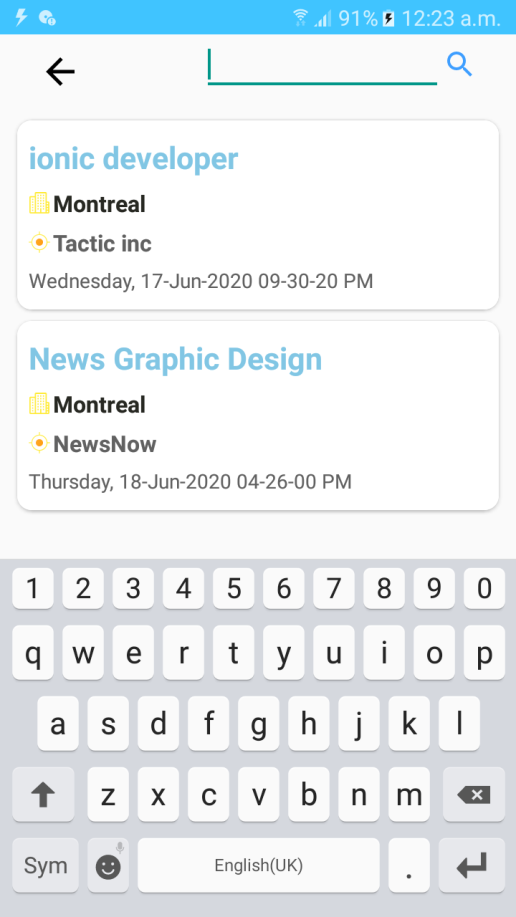 91% 12:23 a.m.
ionic developer
Montreal
Tactic inc
Wednesday, 17-Jun-2020 09-30-20 PM
News Graphic Design
Montreal
NewsNow
Thursday, 18-Jun-2020 04-26-00 PM
1 2 3 4 5 6 7 8 9 0
q w e r t y u i o p
a s d f g h j k l
z x c v b n m
Sym English(UK) .